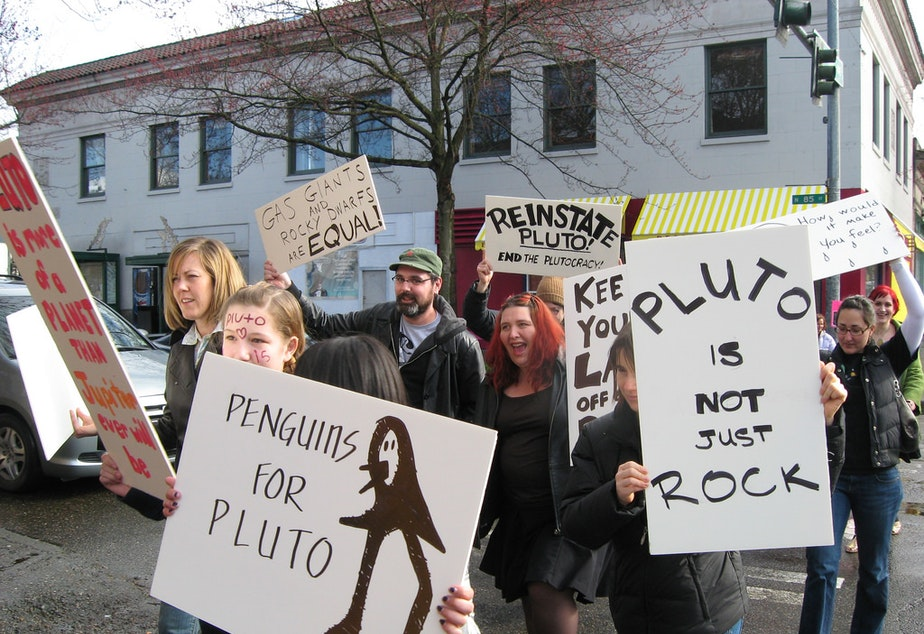 is more
of a
PLANET
THAN
Jupiter
ever will
be
GAS GIANTS
AND
ROCKY DWARFS
ARE EQUAL!
REINSTATE
PLUTO!
END THE PLUTOCRACY!
N 85
How would
it make
you feel?
PLUTO
KEE
YOU
LA
OFF
PLUTO
IS
NOT
JUST
ROCK
PENGUINS
FOR
PLUTO